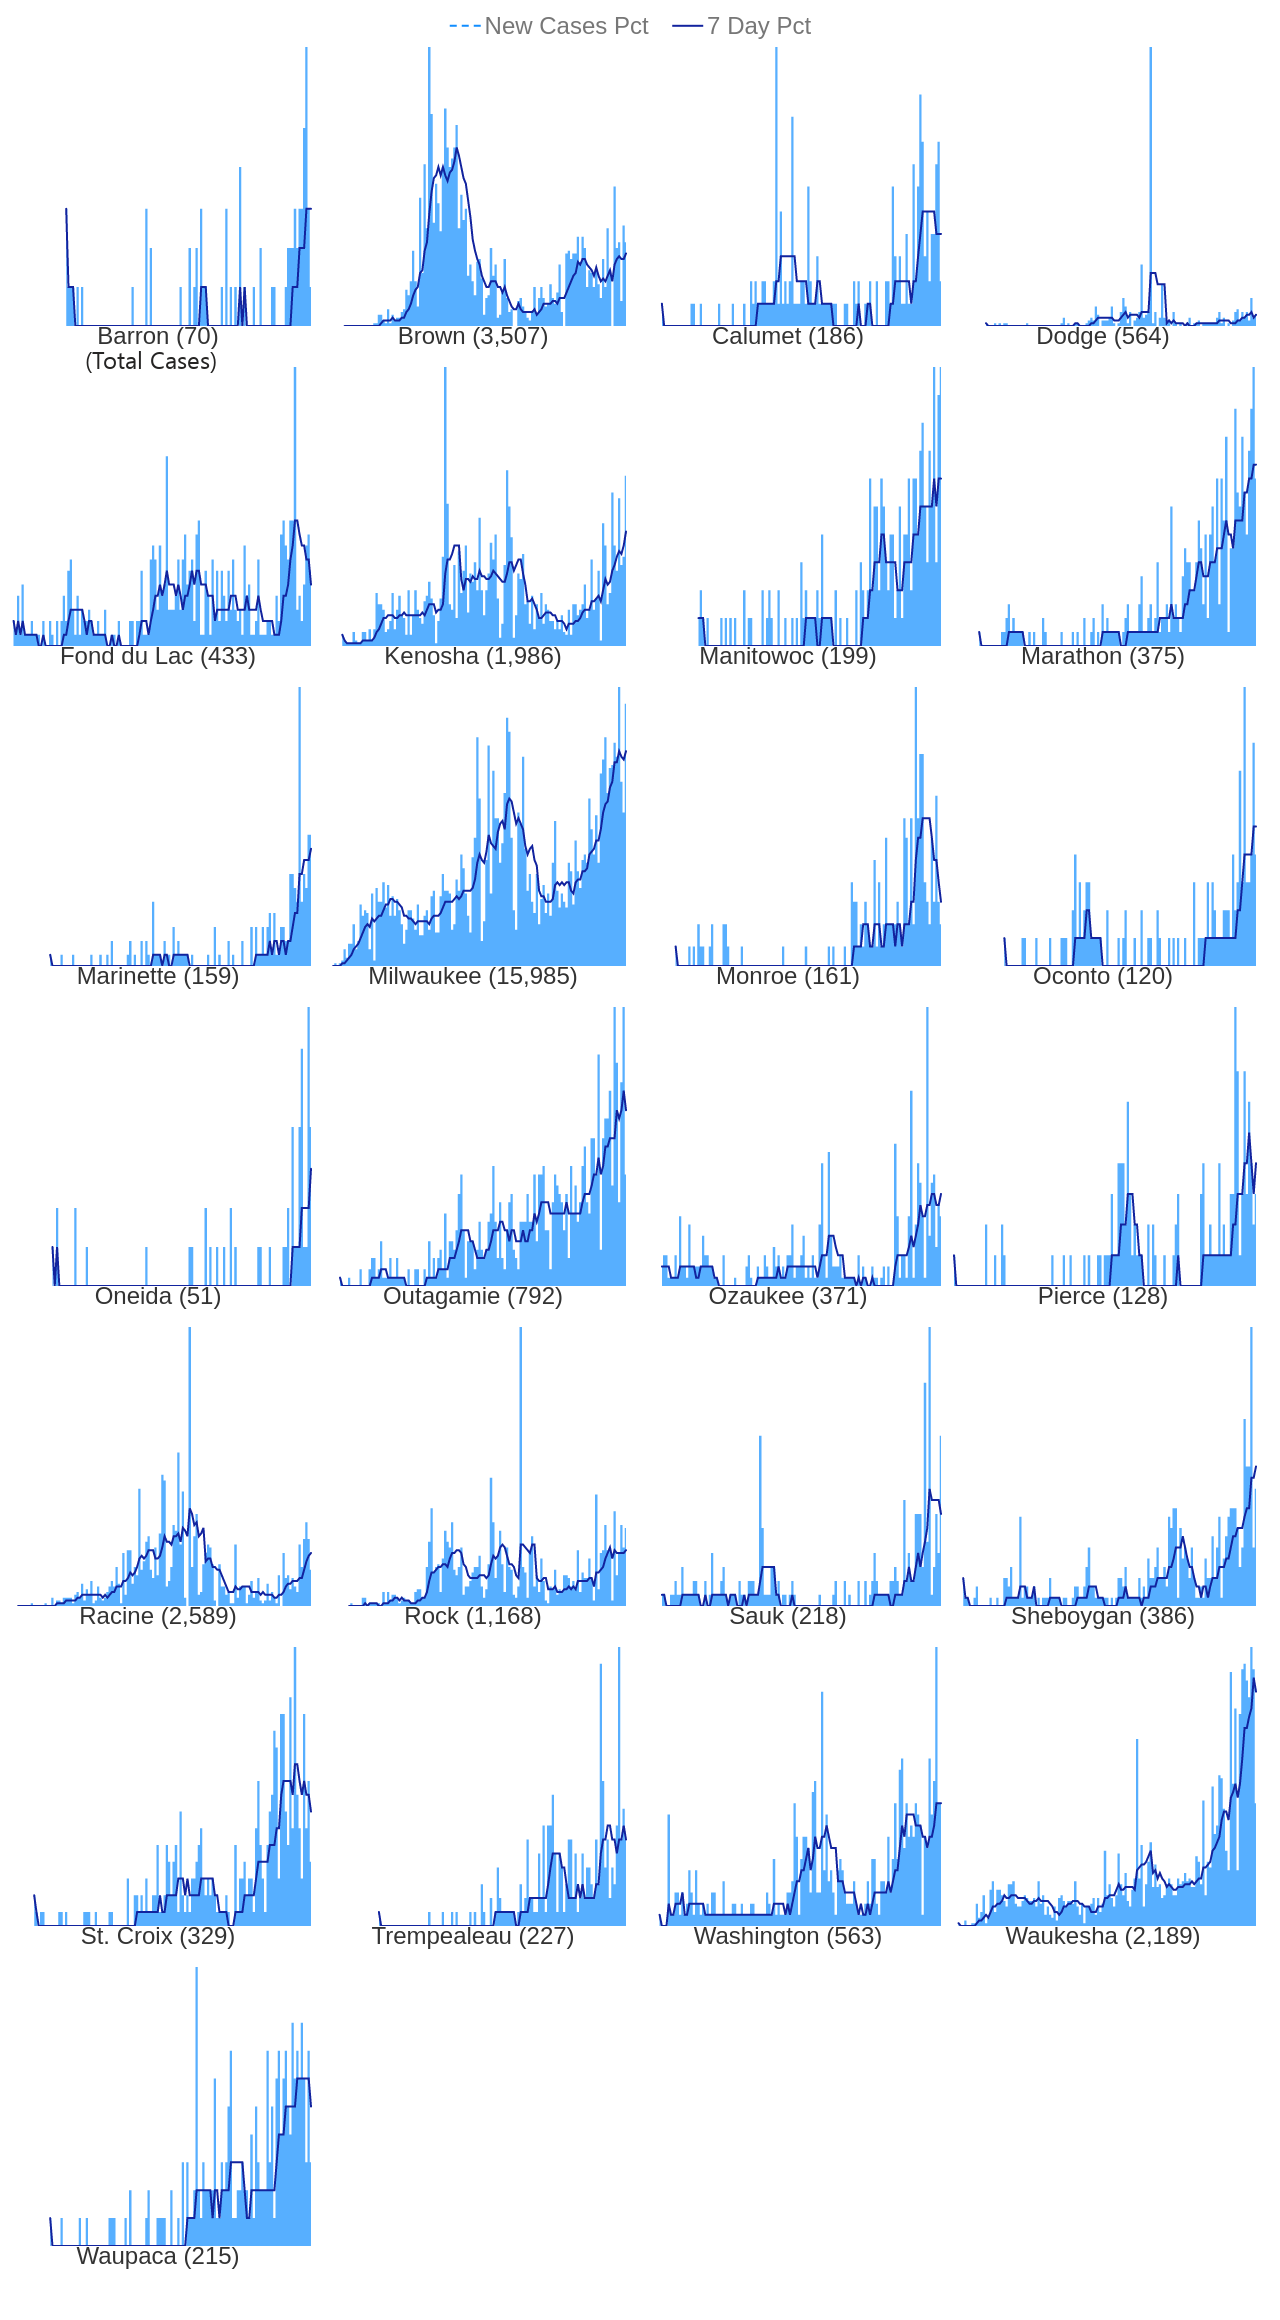 New Cases Pct 7 Day Pct
Barron (70) Brown (3,507) Calumet (186) Dodge (564)
(Total Cases)
Fond du Lac (433) Kenosha (1,986) Manitowoc (199) Marathon (375)
Marinette (159) Milwaukee (15,985) Monroe (161) Oconto (120)
Oneida (51) Outagamie (792) Ozaukee (371) Pierce (128)
Racine (2,589) Rock (1,168) Sauk (218) Sheboygan (386)
St. Croix (329) Trempealeau (227) Washington (563) Waukesha (2,189)
Waupaca (215)